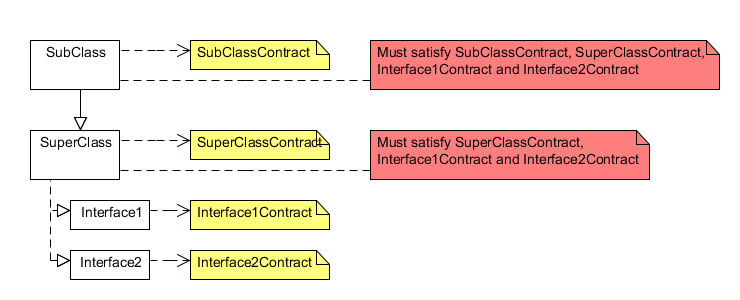 SubClass
SubClassContract
Must satisfy SubClassContract, SuperClassContract,
Interface1Contract and Interface2Contract
SuperClass
SuperClassContract
Must satisfy SuperClassContract,
Interface1Contract and Interface2Contract
Interface1
Interface1Contract
Interface2
Interface2Contract